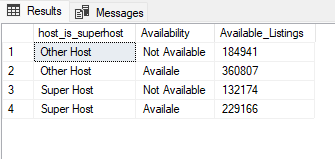 Results Messages
host_is_superhost Availability Available_Listings
1 Other Host Not Available 184941
2 Other Host Availale 360807
3 Super Host Not Available 132174
4 Super Host Availale 229166